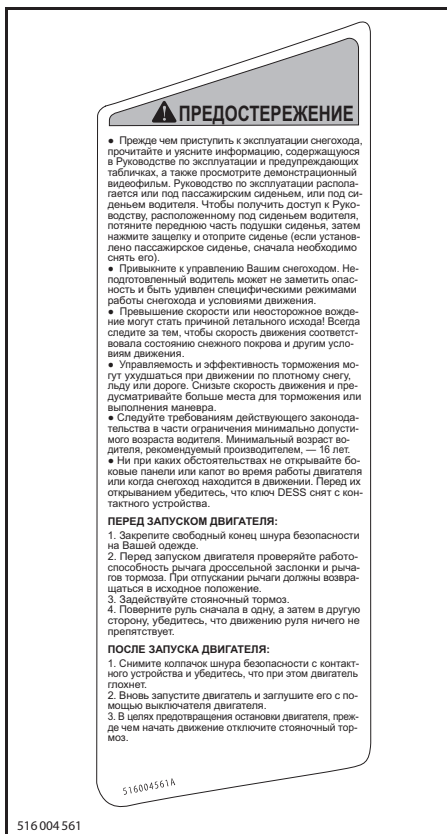 ПРЕДОСТЕРЕЖЕНИЕ
● Прежде чем приступить к эксплуатации снегохода,
прочитайте и уясните информацию, содержащуюся
в Руководстве по эксплуатации и предупреждающих
табличках, а также просмотрите демонстрационный
видеофильм. Руководство по эксплуатации распола-
гается или под пассажирским сиденьем, или под си-
деньем водителя. Чтобы получить доступ к Руко-
водству, расположенному под сиденьем водителя,
потяните переднюю часть подушки сиденья, затем
нажмите защелку и отоприте сиденье (если установ-
лено пассажирское сиденье, сначала необходимо
снять его).
● Привыкните к управлению Вашим снегоходом. Не-
подготовленный водитель может не заметить опас-
ность и быть удивлен специфическими режимами
работы снегохода и условиями движения.
● Превышение скорости или неосторожное вожде-
ние могут стать причиной летального исхода! Всегда
следите за тем, чтобы скорость движения соответст-
вовала состоянию снежного покрова и другим усло-
виям движения.
● Управляемость и эффективность торможения мо-
гут ухудшаться при движении по плотному снегу,
льду или дороге. Снизьте скорость движения и пре-
дусматривайте больше места для торможения или
выполнения маневра.
● Следуйте требованиям действующего законода-
тельства в части ограничения минимально допусти-
мого возраста водителя. Минимальный возраст во-
дителя, рекомендуемый производителем, — 16 лет.
● Ни при каких обстоятельствах не открывайте бо-
ковые панели или капот во время работы двигателя
или когда снегоход находится в движении. Перед их
открыванием убедитесь, что ключ DESS снят с кон-
тактного устройства.
ПЕРЕД ЗАПУСКОМ ДВИГАТЕЛЯ:
1. Закрепите свободный конец шнура безопасности
на Вашей одежде.
2. Перед запуском двигателя проверяйте работо-
способность рычага дроссельной заслонки и рыча-
гов тормоза. При отпускании рычаги должны возвра-
щаться в исходное положение.
3. Задействуйте стояночный тормоз.
4. Поверните руль сначала в одну, а затем в другую
сторону, убедитесь, что движению руля ничего не
препятствует.
ПОСЛЕ ЗАПУСКА ДВИГАТЕЛЯ:
1. Снимите колпачок шнура безопасности с контакт-
ного устройства и убедитесь, что при этом двигатель
глохнет.
2. Вновь запустите двигатель и заглушите его с по-
мощью выключателя двигателя.
3. В целях предотвращения остановки двигателя, преж-
де чем начать движение отключите стояночный тор-
моз.
516004561A
516 004 561